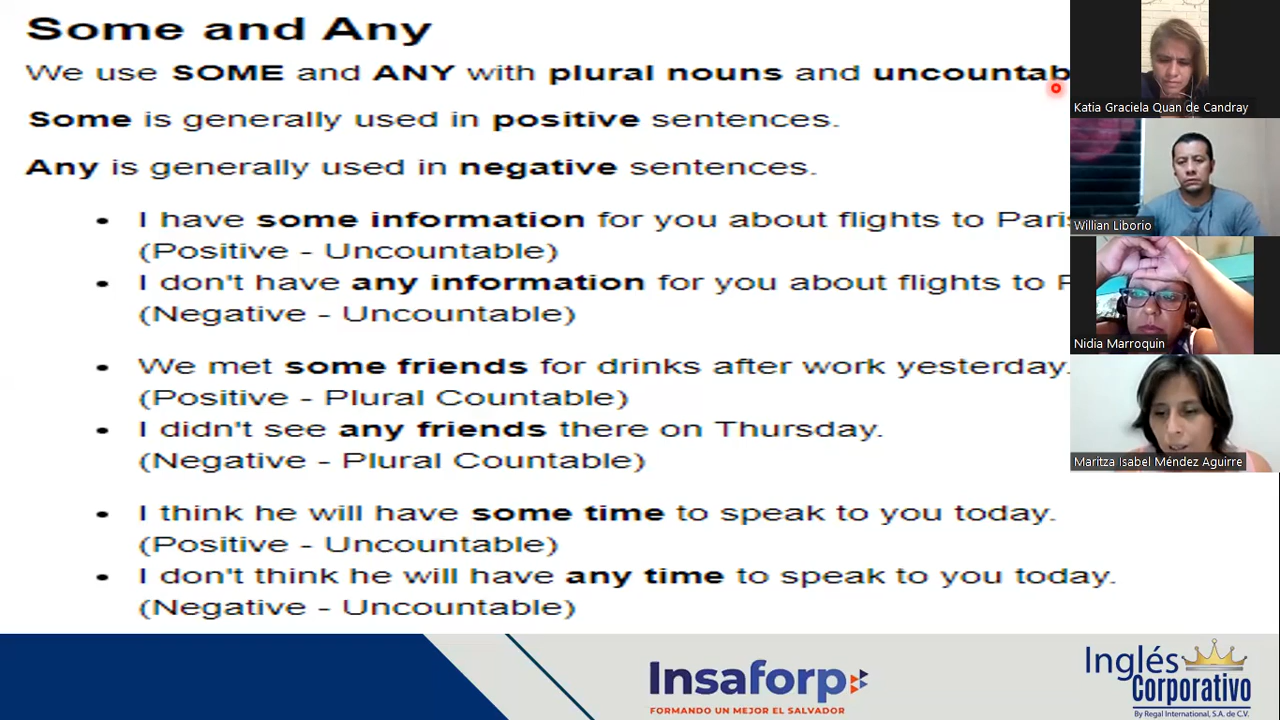 Some and Any
We use SOME and ANY with plural nouns and
Some is generally used in positive sentences.
Any is generally used in negative sentences.
• I have some information for you about flights to
(Positive - Uncountable)
• I don't have any information for you about flights to
(Negative - Uncountable)
• We met some friends for drinks after work yesterday.
(Positive - Plural Countable)
• I didn't see any friends there on Thursday.
(Negative - Plural Countable)
• I think he will have some time to speak to you today.
(Positive - Uncountable)
• I don't think he will have any time to speak to you today.
(Negative - Uncountable)
Katia Graciela Quan de Candray
Willian Liborio
Nidia Marroquin
Maritza Isabel Méndez Aguirre
Insaforp
FORMANDO UN MEJOR EL SALVADOR
Inglés
Corporativo
By Regal International, S.A. de C.V.